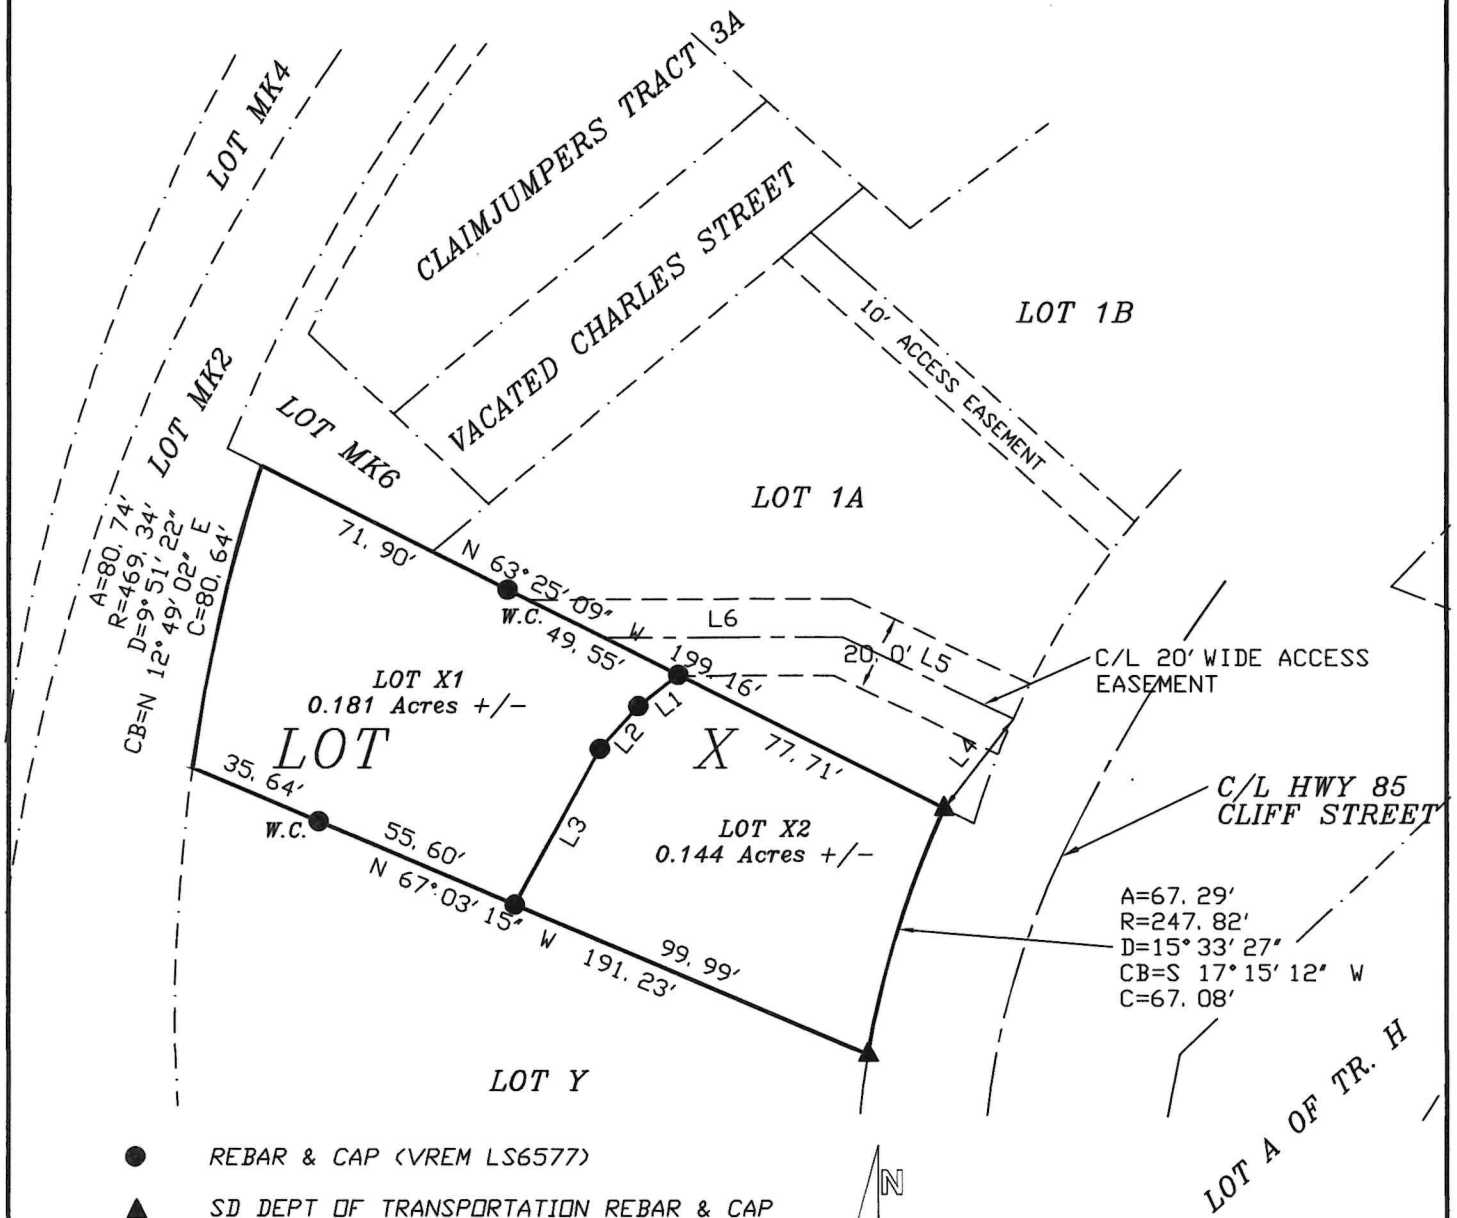 CLAIMJUMPERS TRACT 3A
LOT MK4
VACATED CHARLES STREET
LOT 1B
10' ACCESS EASEMENT
LOT MK2
LOT MK6
LOT 1A
A=80.74'
R=469.34'
D=9°51'22"
CB=N 12°49'02" E
C=80.64'
71.90'
N 63°25'09" W
199.16'
W.C.
49.55'
L6
20.0'
L5
C/L 20' WIDE ACCESS
EASEMENT
LOT X1
0.181 Acres +/-
L1
L2
LOT X
77.71'
L4
35.64'
W.C.
C/L HWY 85
CLIFF STREET
L3
LOT X2
0.144 Acres +/-
55.60'
N 67°03'15" W
191.23'
99.99'
A=67.29'
R=247.82'
D=15°33'27"
CB=S 17°15'12" W
C=67.08'
LOT Y
LOT A OF TR. H
REBAR & CAP (VREM LS6577)
N
SD DEPT OF TRANSPORTATION REBAR & CAP